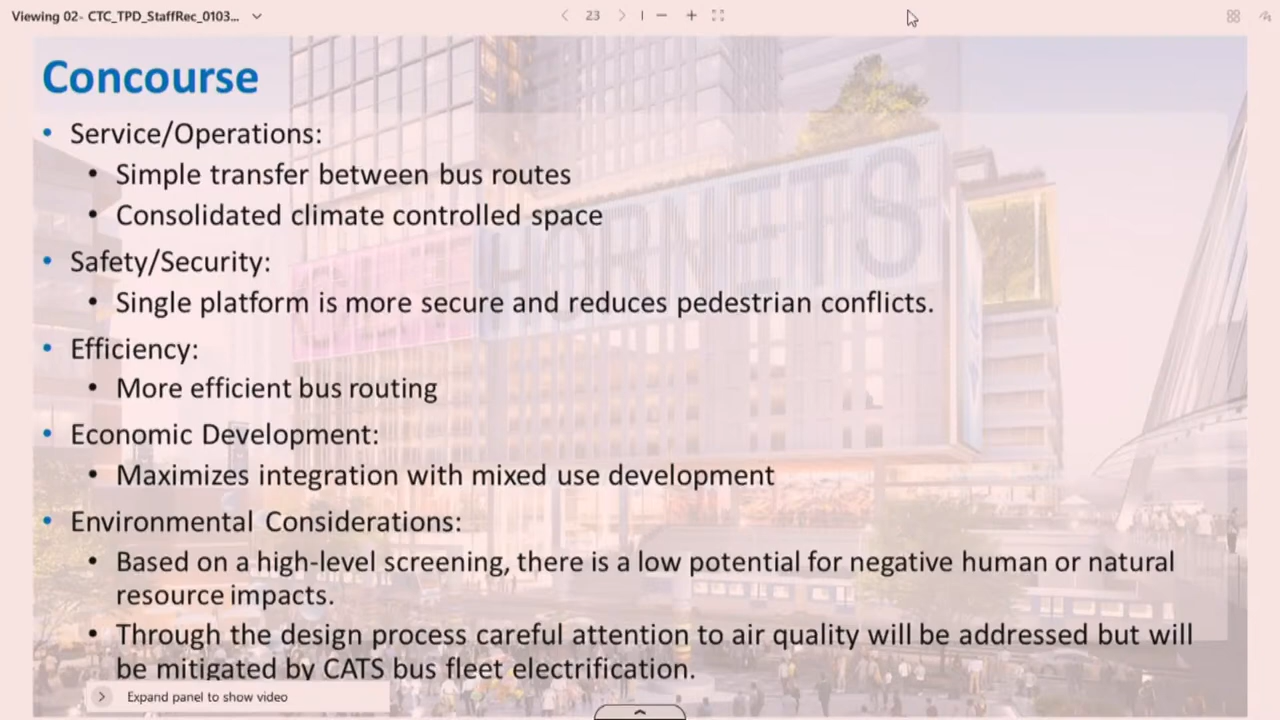 Viewing 02- CTC_TPD_StaffRec_0103...
23
Concourse
• Service/Operations:
• Simple transfer between bus routes
• Consolidated climate controlled space
• Safety/Security:
• Single platform is more secure and reduces pedestrian conflicts.
• Efficiency:
• More efficient bus routing
• Economic Development:
• Maximizes integration with mixed use development
• Environmental Considerations:
• Based on a high-level screening, there is a low potential for negative human or natural
resource impacts.
• Through the design process careful attention to air quality will be addressed but will
be mitigated by CATS bus fleet electrification.
HORNETS
Expand panel to show video